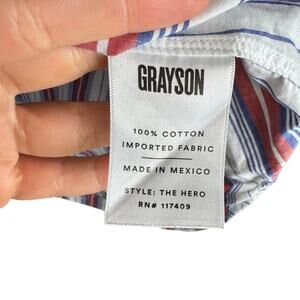 GRAYSON
100% COTTON
IMPORTED FABRIC
MADE IN MEXICO
STYLE: THE HERO
RN# 117409